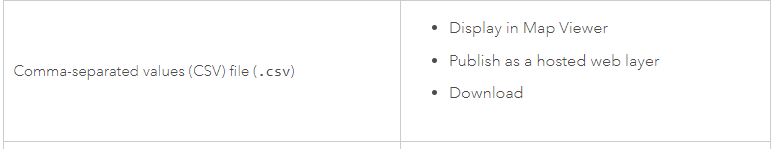 Comma-separated values (CSV) file (.csv)
• Display in Map Viewer
• Publish as a hosted web layer
• Download